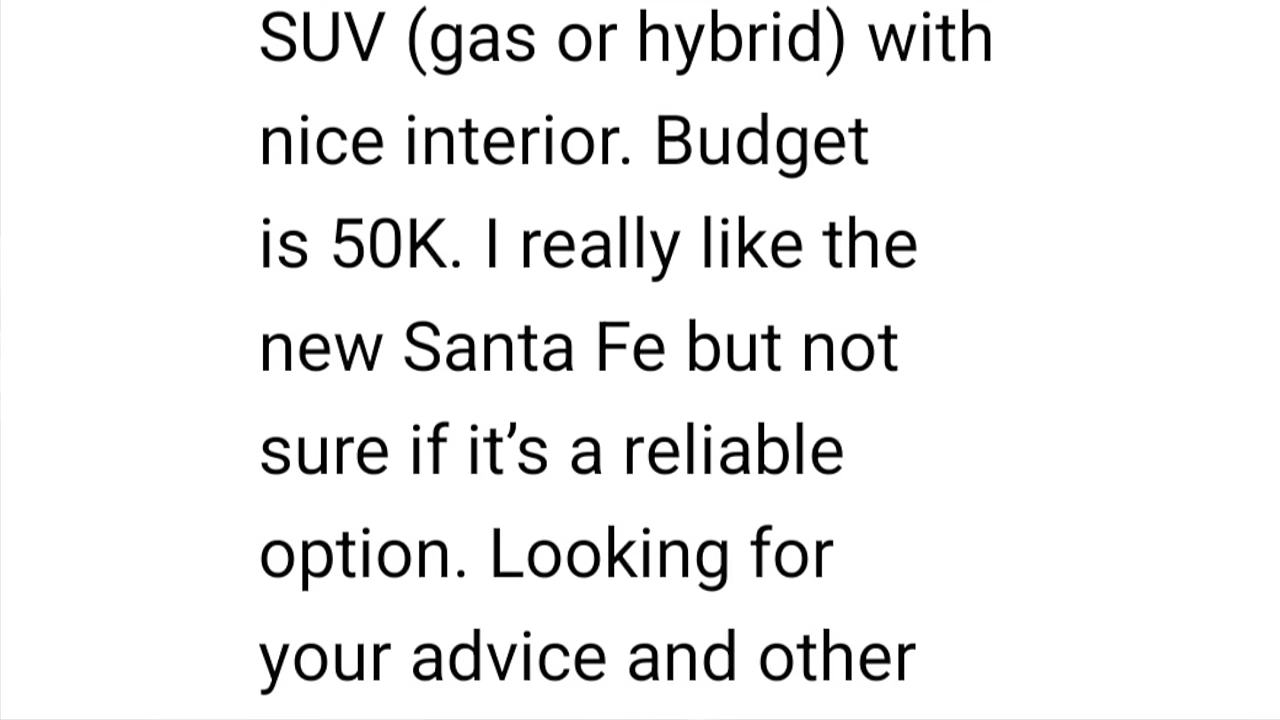 SUV (gas or hybrid) with
nice interior. Budget
is 50K. I really like the
new Santa Fe but not
sure if it’s a reliable
option. Looking for
your advice and other